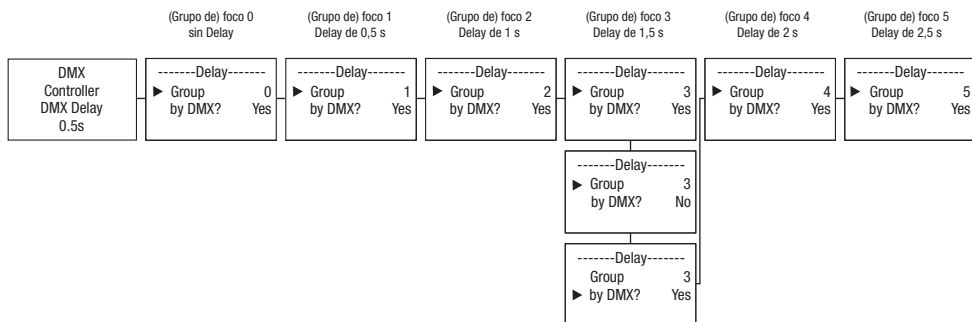 (Grupo de) foco 0
sin Delay
(Grupo de) foco 1
Delay de 0,5 s
(Grupo de) foco 2
Delay de 1 s
(Grupo de) foco 3
Delay de 1,5 s
(Grupo de) foco 4
Delay de 2 s
(Grupo de) foco 5
Delay de 2,5 s
DMX
Controller
DMX Delay
0.5s
-------Delay-------
▶ Group 0
by DMX? Yes
-------Delay-------
▶ Group 1
by DMX? Yes
-------Delay-------
▶ Group 2
by DMX? Yes
-------Delay-------
▶ Group 3
by DMX? Yes
-------Delay-------
▶ Group 4
by DMX? Yes
-------Delay-------
▶ Group 5
by DMX? Yes
-------Delay-------
▶ Group 3
by DMX? No
-------Delay-------
Group 3
▶ by DMX? Yes